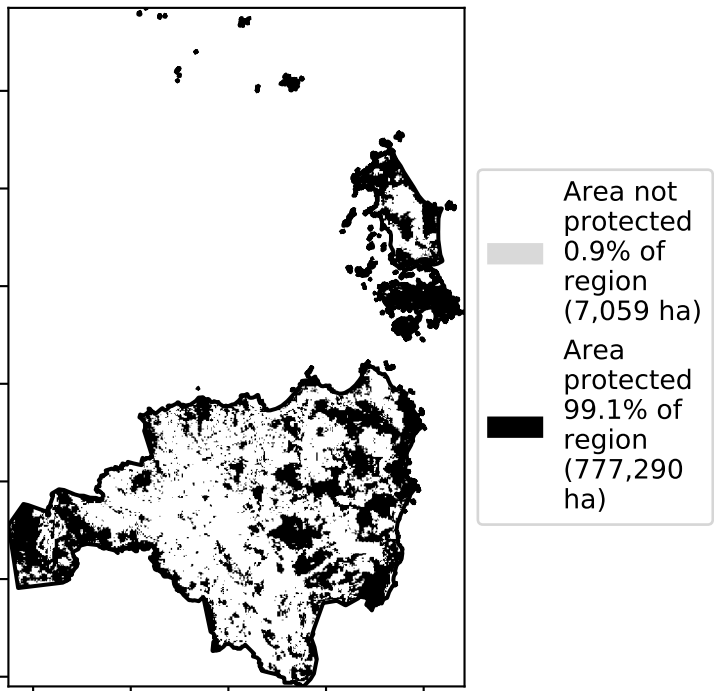 Area not
protected
0.9% of
region
(7,059 ha)
Area
protected
99.1% of
region
(777,290
ha)